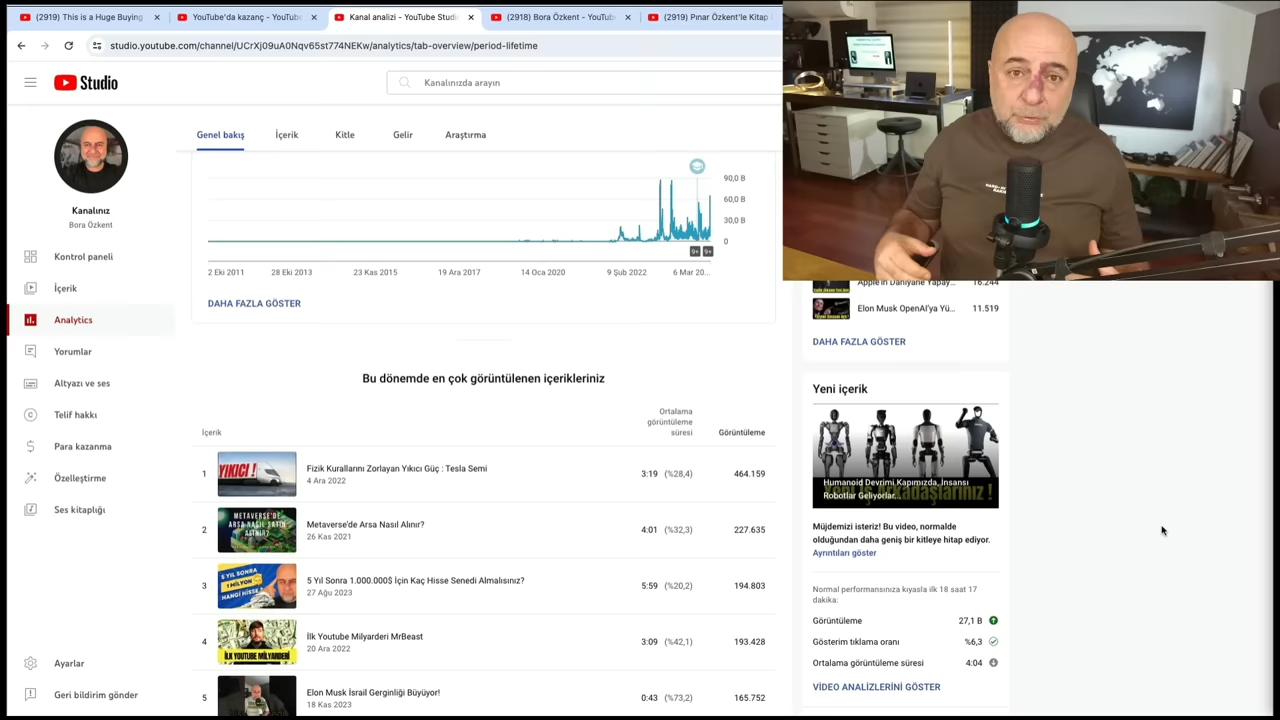 (2919) This is a Huge Buying
YouTube'da kazanç - YouTube
Kanal analizi - YouTube Studio
(2918) Bora Özkent - YouTube
(2919) Pınar Özkent'le Kitap
studio.youtube.com/channel/UCrXj09uA0Nqv65st774NEKw/analytics/tab-overview/period-lifetime
Studio
Kanalınızda arayın
Kanalınız
Bora Özkent
Kontrol paneli
İçerik
Analytics
Yorumlar
Altyazı ve ses
Telif hakkı
Para kazanma
Özelleştirme
Ses kitaplığı
Ayarlar
Geri bildirim gönder
Genel bakış
İçerik
Kitle
Gelir
Araştırma
90,0 B
60,0 B
30,0 B
0
9+ 9+
2 Eki 2011
28 Eki 2013
23 Kas 2015
19 Ara 2017
14 Oca 2020
9 Şub 2022
6 Mar 20...
DAHA FAZLA GÖSTER
Bu dönemde en çok görüntülenen içerikleriniz
İçerik
Ortalama
görüntüleme
süresi
Görüntüleme
1
YIKICI !
Fizik Kurallarını Zorlayan Yıkıcı Güç : Tesla Semi
4 Ara 2022
3:19 (%28,4)
464.159
2
METAVERSE'DE
ARSA NASIL SATIN
ALINIR?
Metaverse'de Arsa Nasıl Alınır?
26 Kas 2021
4:01 (%32,3)
227.635
3
5 YIL SONRA
1 MİLYON
HANGİ HİSSE
5 Yıl Sonra 1.000.000$ İçin Kaç Hisse Senedi Almalısınız?
27 Ağu 2023
5:59 (%20,2)
194.803
4
İLK YOUTUBE MİLYARDERİ
İlk Youtube Milyarderi MrBeast
20 Ara 2022
3:09 (%42,1)
193.428
5
Elon Musk İsrail Gerginliği Büyüyor!
18 Kas 2023
0:43 (%73,2)
165.752
Apple'ın Daniyane Yapay...
16.244
Elon Musk OpenAI'ya Yü...
11.519
DAHA FAZLA GÖSTER
Yeni içerik
Humanoid Devrimi Kapımızda, İnsansı
Robotlar Geliyorlar...
Müjdemizi isteriz! Bu video, normalde
olduğundan daha geniş bir kitleye hitap ediyor.
Ayrıntıları göster
Normal performansınıza kıyasla ilk 18 saat 17
dakika:
Görüntüleme
27,1 B
Gösterim tıklama oranı
%6,3
Ortalama görüntüleme süresi
4:04
VİDEO ANALİZLERİNİ GÖSTER